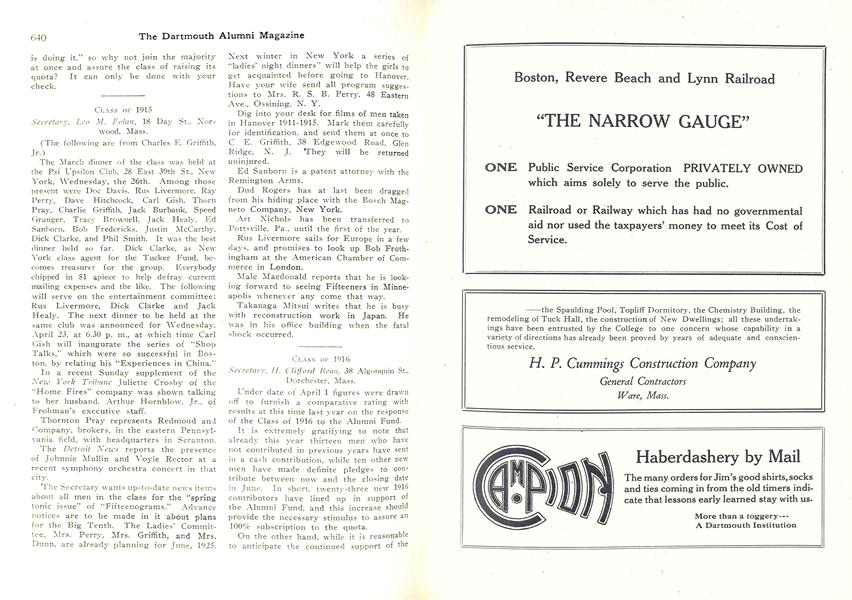 640
The Dartmouth Alumni Magazine
is doing it," so why not join the majority
at once and assure the class of raising its
quota? It can only be done with your
check.
Class of 1915
Secretary, Leo M. Folan, 18 Day St., Nor-
wood, Mass.
(The following are from Charles E. Griffith,
Jr.)
The March dinner of the class was held at
the Psi Upsilon Club, 28 East 39th St., New
York, Wednesday, the 26th. Among those
present were Doc Davis, Rus Livermore, Ray
Perry, Dave Hitchcock, Carl Gish, Thorn
Pray, Charlie Griffith, Jack Burbank, Speed
Granger, Tracy Brownell, Jack Healy, Ed
Sanborn, Bob Fredericks, Justin McCarthy,
Dick Clarke, and Phil Smith. It was the best
dinner held so far. Dick Clarke, as New
York class agent for the Tucker Fund, be-
comes treasurer for the group. Everybody
chipped in $1 apiece to help defray current
mailing expenses and the like. The following
will serve on the entertainment committee:
Rus Livermore, Dick Clarke and Jack
Healy. The next dinner to be held at the
same club was announced for Wednesday,
April 23, at 6.30 p. m., at which time Carl
Gish will inaugurate the series of "Shop
Talks," which were so successful in Bos-
ton, by relating his "Experiences in China."
In a recent Sunday supplement of the
New York Tribune Juliette Crosby of the
"Home Fires" company was shown talking
to her husband, Arthur Hornblow, Jr., of
Frohman's executive staff.
Thornton Pray represents Redmond and
Company, brokers, in the eastern Pennsyl-
vania field, with headquarters in Scranton.
The Detroit News reports the presence
of Johnnie Mullin and Voyle Rector at a
recent symphony orchestra concert in that
city.
The Secretary wants up-to-date news items
about all men in the class for the "spring
tonic issue" of "Fifteenograms." Advance
notices are to be made in it about plans
for the Big Tenth. The Ladies' Commit-
tee, Mrs. Perry, Mrs. Griffith, and Mrs.
Dunn, are already planning for June, 1925.
Next winter in New York a series of
"ladies' night dinners" will help the girls to
get acquainted before going to Hanover.
Have your wife send all program sugges-
tions to Mrs. R. S. B. Perry, 48 Eastern
Ave., Ossining, N. Y.
Dig into your desk for films of men taken
in Hanover 1911-1915. Mark them carefully
for identification, and send them at once to
C E. Griffith, 38 Edgewood Road, Glen
Ridge, N. J. They will be returned
uninjured.
Ed Sanborn is a patent attorney with the
Remington Arms.
Dud Rogers has at last been dragged
from his hiding place with the Bosch Mag-
neto Company, New York.
Art Nichols has been transferred to
Pottsville, Pa., until the first of the year.
Rus Livermore sails for Europe in a few
days, and promises to look up Bob Froth-
ingham at the American Chamber of Com-
merce in London.
Male Macdonald reports that he is look-
ing forward to seeing Fifteeners in Minne-
apolis whenever any come that way.
Takanaga Mitsui writes that he is busy
with reconstruction work in Japan. He
was in his office building when the fatal
shock occurred.
Class of 1916
Secretary, H. Clifford Bean, 38 Algonquin St.,
Dorchester, Mass.
Under date of April 1 figures were drawn
off to furnish a comparative rating with
results at this time last year on the response
of the Class of 1916 to the Alumni Fund.
It is extremely gratifying to note that
already this year thirteen men who have
not contributed in previous years have sent
in a cash contribution, while ten other new
men have made definite pledges to con-
tribute between now and the closing date
in June. In short, twenty-three new 1916
contributors have lined up in support of
the Alumni Fund, and this increase should
provide the necessary stimulus to assure an
100% subscription to the quota.
On the other hand, while it is reasonable
to anticipate the continued support of the
Boston, Revere Beach and Lynn Railroad
"THE NARROW GAUGE"
ONE Public Service Corporation PRIVATELY OWNED
which aims solely to serve the public.
ONE Railroad or Railway which has had no governmental
aid nor used the taxpayers' money to meet its Cost of
Service.
——the Spaulding Pool, Topliff Dormitory, the Chemistry Building, the
remodeling of Tuck Hall, the construction of New Dwellings; all these undertak-
ings have been entrusted by the College to one concern whose capability in a
variety of directions has already been proved by years of adequate and conscien-
tious service.
H. P. Cummings Construction Company
General Contractors
Ware, Mass.
CAMPION
Haberdashery by Mail
The many orders for Jim's good shirts, socks
and ties coming in from the old timers indi-
cate that lessons early learned stay with us.
More than a toggery---
A Dartmouth Institution